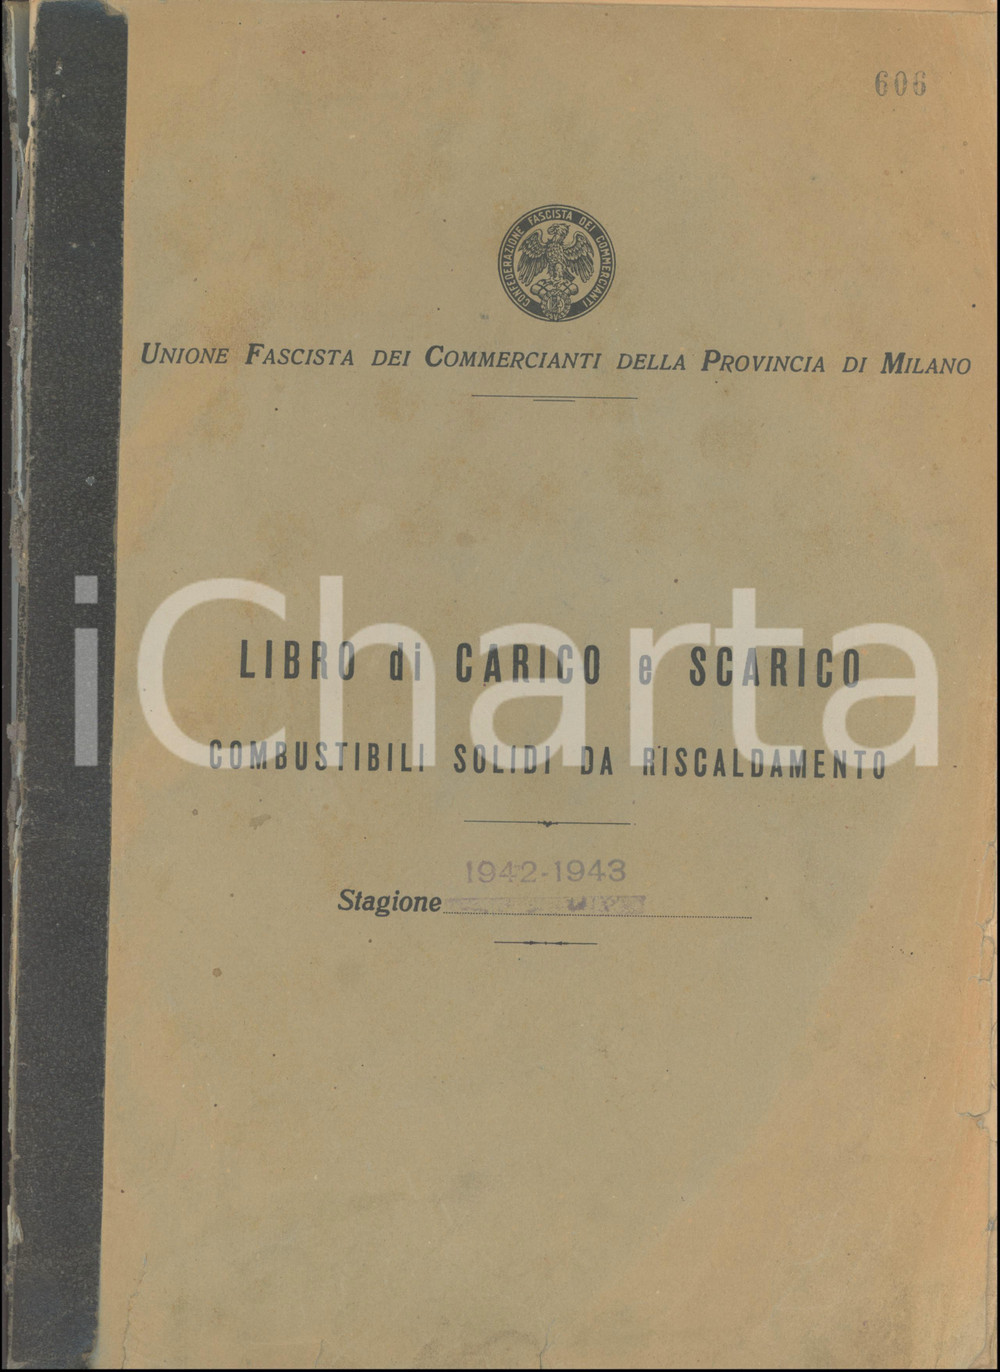 606
CONFEDERAZIONE FASCISTA DEI COMMERCIANTI
UNIONE FASCISTA DEI COMMERCIANTI DELLA PROVINCIA DI MILANO
iCharta
LIBRO di CARICO e SCARICO
COMBUSTIBILI SOLIDI DA RISCALDAMENTO
1942-1943
Stagione